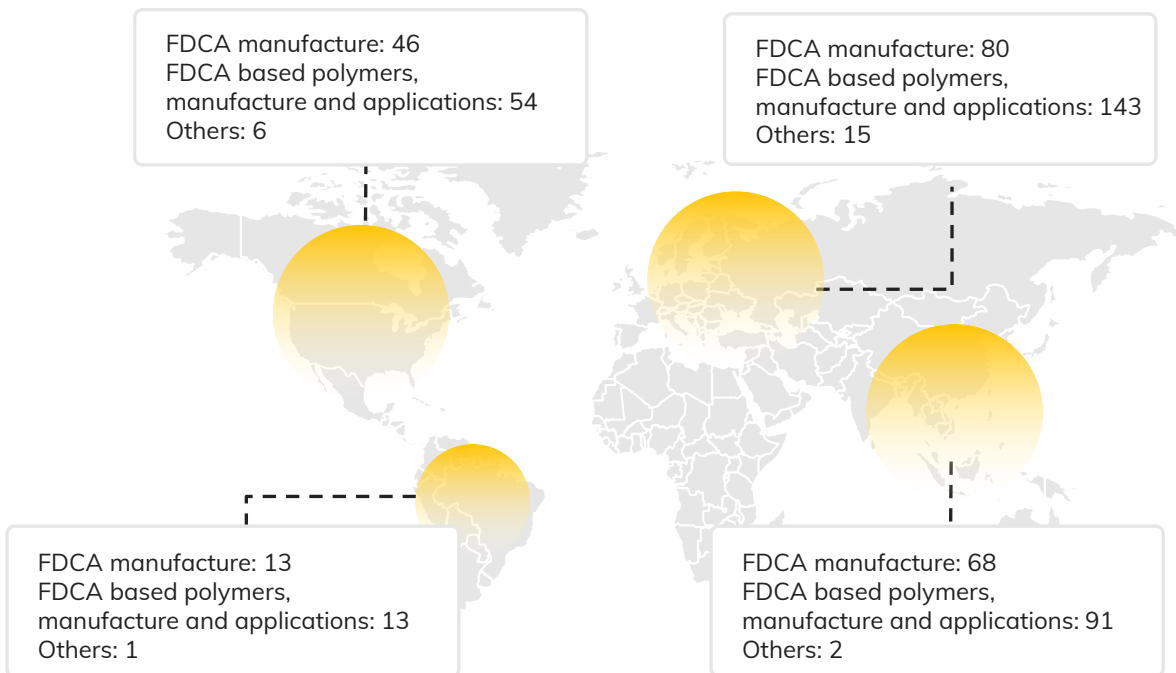 FDCA manufacture: 46
FDCA based polymers,
manufacture and applications: 54
Others: 6
FDCA manufacture: 80
FDCA based polymers,
manufacture and applications: 143
Others: 15
FDCA manufacture: 13
FDCA based polymers,
manufacture and applications: 13
Others: 1
FDCA manufacture: 68
FDCA based polymers,
manufacture and applications: 91
Others: 2